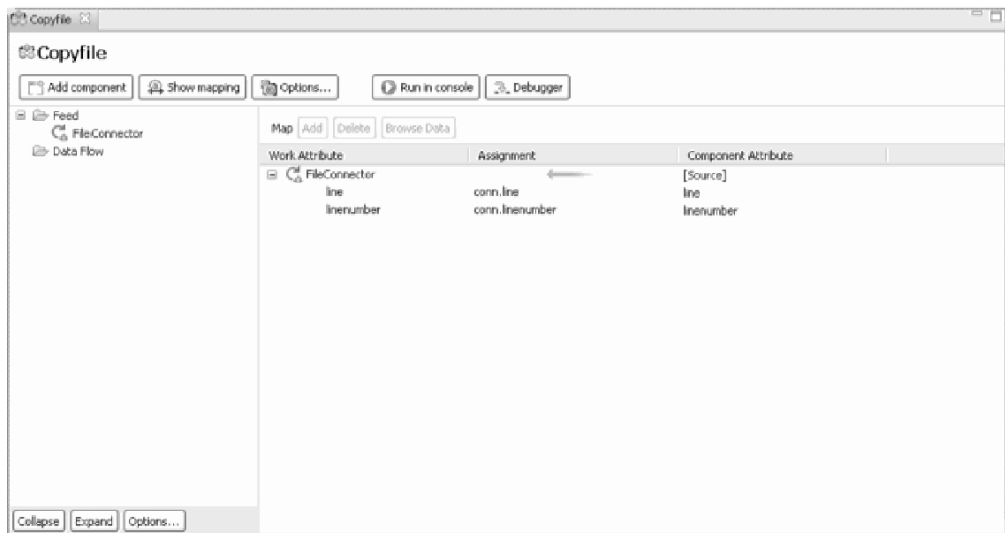 Copyfile
Copyfile
Add component Show mapping Options... Run in console Debugger
Feed
FileConnector
Data Flow
Map Add Delete Browse Data
Work Attribute Assignment Component Attribute
FileConnector [Source]
line conn.line line
linenumber conn.linenumber linenumber
Collapse Expand Options...